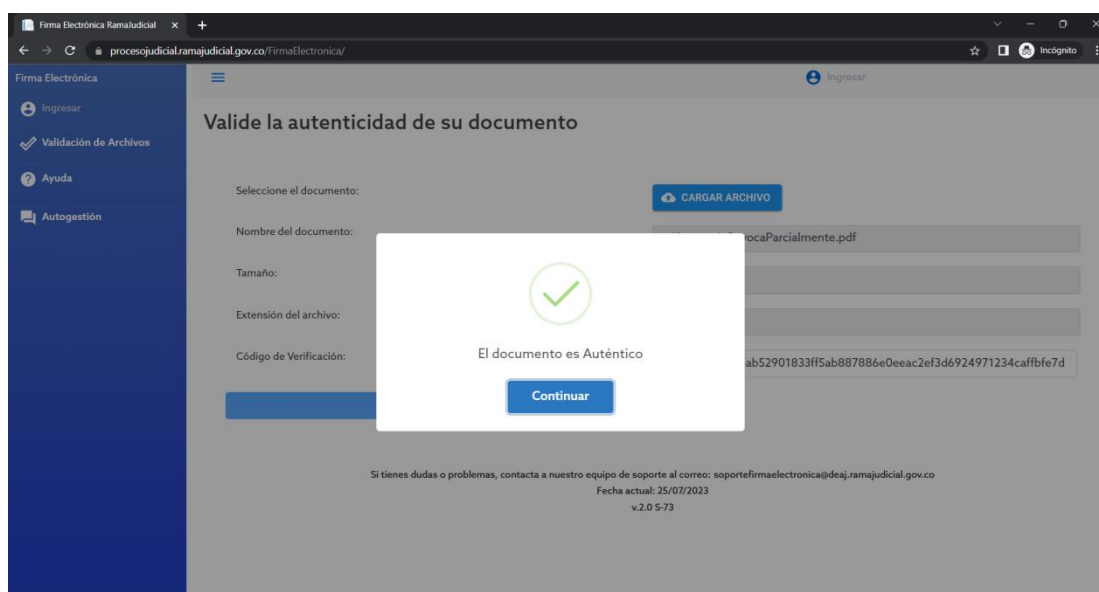 Firma Electrónica RamaJudicial
procesojudicial.ramajudicial.gov.co/FirmaElectronica/
Incógnito
Firma Electrónica
Ingresar
Ingresar
Valide la autenticidad de su documento
Validación de Archivos
Ayuda
Seleccione el documento:
CARGAR ARCHIVO
Autogestión
Nombre del documento:
vocaParcialmente.pdf
Tamaño:
Extensión del archivo:
Código de Verificación:
El documento es Auténtico
ab52901833ff5ab887886e0eeac2ef3d6924971234caffbfe7d
Continuar
Si tienes dudas o problemas, contacta a nuestro equipo de soporte al correo: soportefirmaelectronica@deaj.ramajudicial.gov.co
Fecha actual: 25/07/2023
v.2.0 S-73